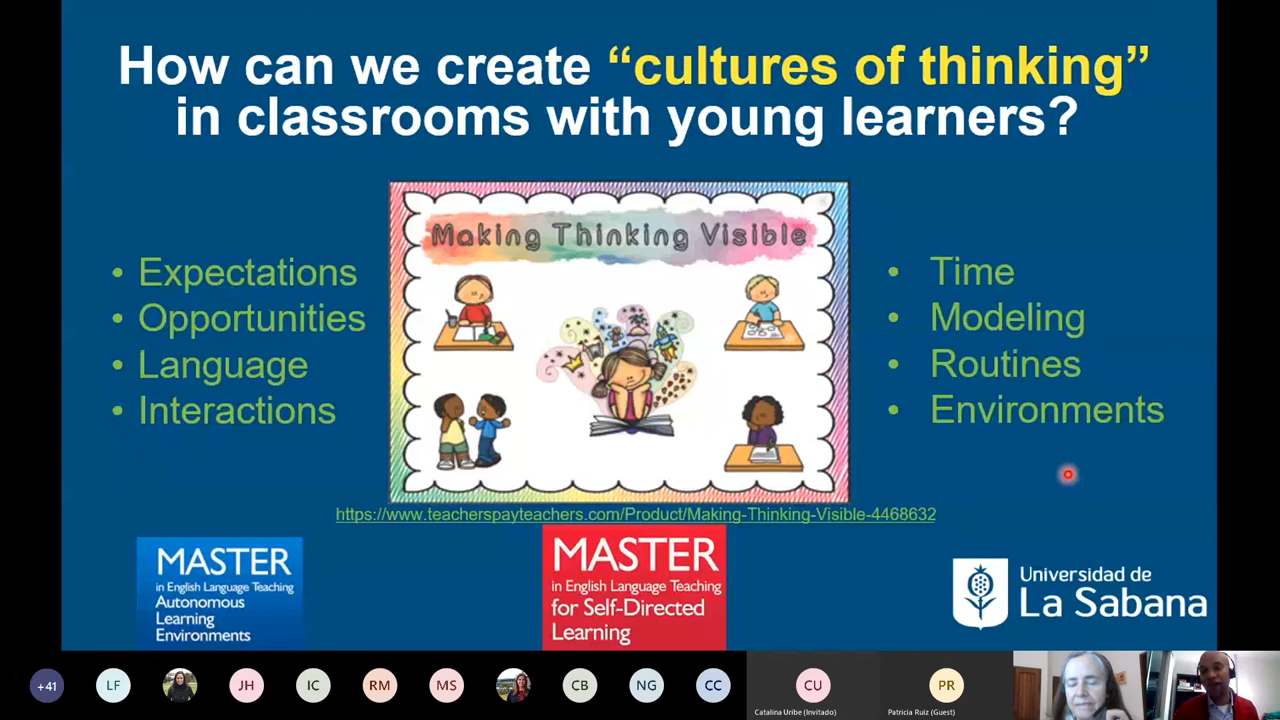 How can we create “cultures of thinking”
in classrooms with young learners?
• Expectations
• Opportunities
• Language
• Interactions
Making Thinking Visible
• Time
• Modeling
• Routines
• Environments
https://www.teacherspayteachers.com/Product/Making-Thinking-Visible-4468632
MASTER
in English Language Teaching
Autonomous
Learning
Environments
MASTER
in English Language Teaching
for Self-Directed
Learning
Universidad de
La Sabana
+41
LF
JH
IC
RM
MS
CB
NG
CC
CU
Catalina Uribe (Invitado)
PR
Patricia Ruiz (Guest)